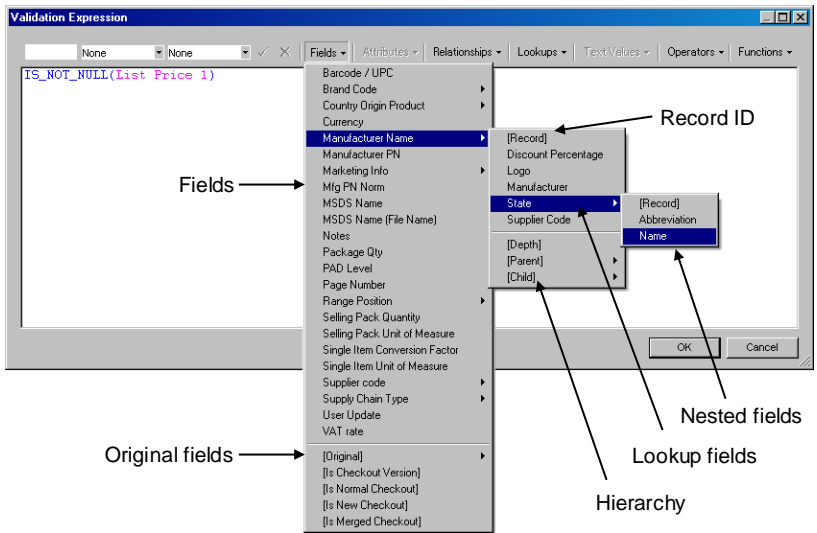 Validation Expression
None None Fields Attributes Relationships Lookups Text Values Operators Functions
IS_NOT_NULL(List Price 1)
Barcode / UPC
Brand Code
Country Origin Product
Currency
Manufacturer Name
Manufacturer PN
Marketing Info
Mfg PN Norm
MSDS Name
MSDS Name (File Name)
Notes
Package Qty
PAD Level
Page Number
Range Position
Selling Pack Quantity
Selling Pack Unit of Measure
Single Item Conversion Factor
Single Item Unit of Measure
Supplier code
Supply Chain Type
User Update
VAT rate
[Original]
[Is Checkout Version]
[Is Normal Checkout]
[Is New Checkout]
[Is Merged Checkout]
[Record]
Discount Percentage
Logo
Manufacturer
State
Supplier Code
[Depth]
[Parent]
[Child]
[Record]
Abbreviation
Name
OK Cancel
Record ID
Fields
Original fields
Nested fields
Lookup fields
Hierarchy